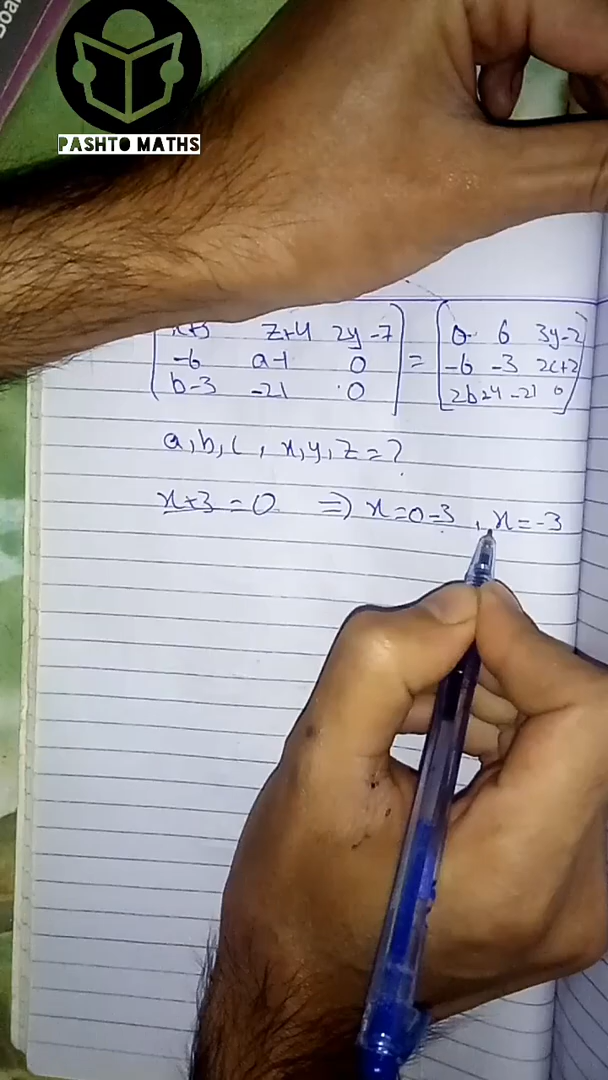 PASHTO MATHS
x+3 z+4 2y-7 = 0 6 3y-2
-6 a-1 0 -6 -3 2c+2
b-3 -21 0 2b+4 -21 0
a, b, c, x, y, z = ?
x+3 = 0 ⇒ x = 0-3, x = -3